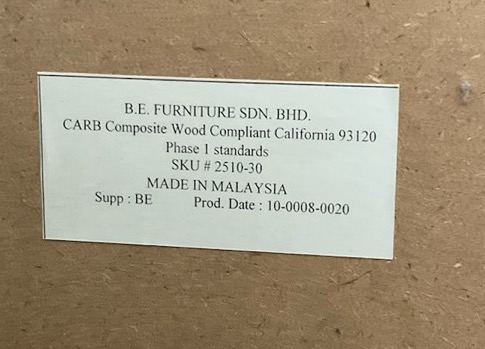 B.E. FURNITURE SDN. BHD.
CARB Composite Wood Compliant California 93120
Phase 1 standards
SKU # 2510-30
MADE IN MALAYSIA
Supp : BE Prod. Date : 10-0008-0020